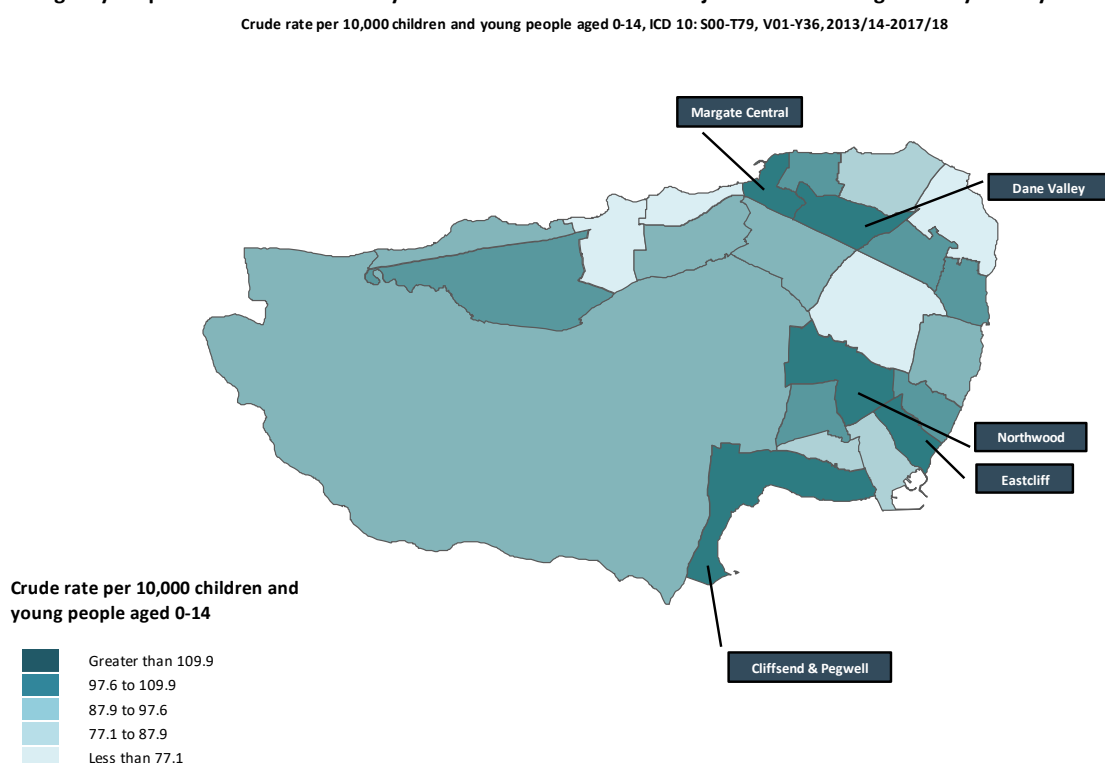 Crude rate per 10,000 children and young people aged 0-14, ICD 10: S00-T79, V01-Y36, 2013/14-2017/18
Margate Central
Dane Valley
Northwood
Eastcliff
Cliffsend & Pegwell
Crude rate per 10,000 children and
young people aged 0-14
Greater than 109.9
97.6 to 109.9
87.9 to 97.6
77.1 to 87.9
Less than 77.1